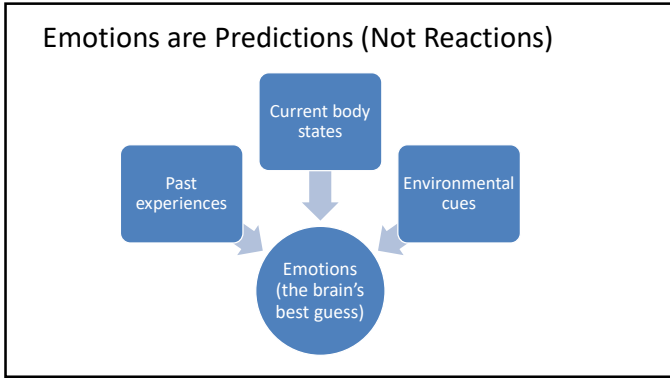 Emotions are Predictions (Not Reactions)
Current body
states
Past
experiences
Environmental
cues
Emotions
(the brain’s
best guess)